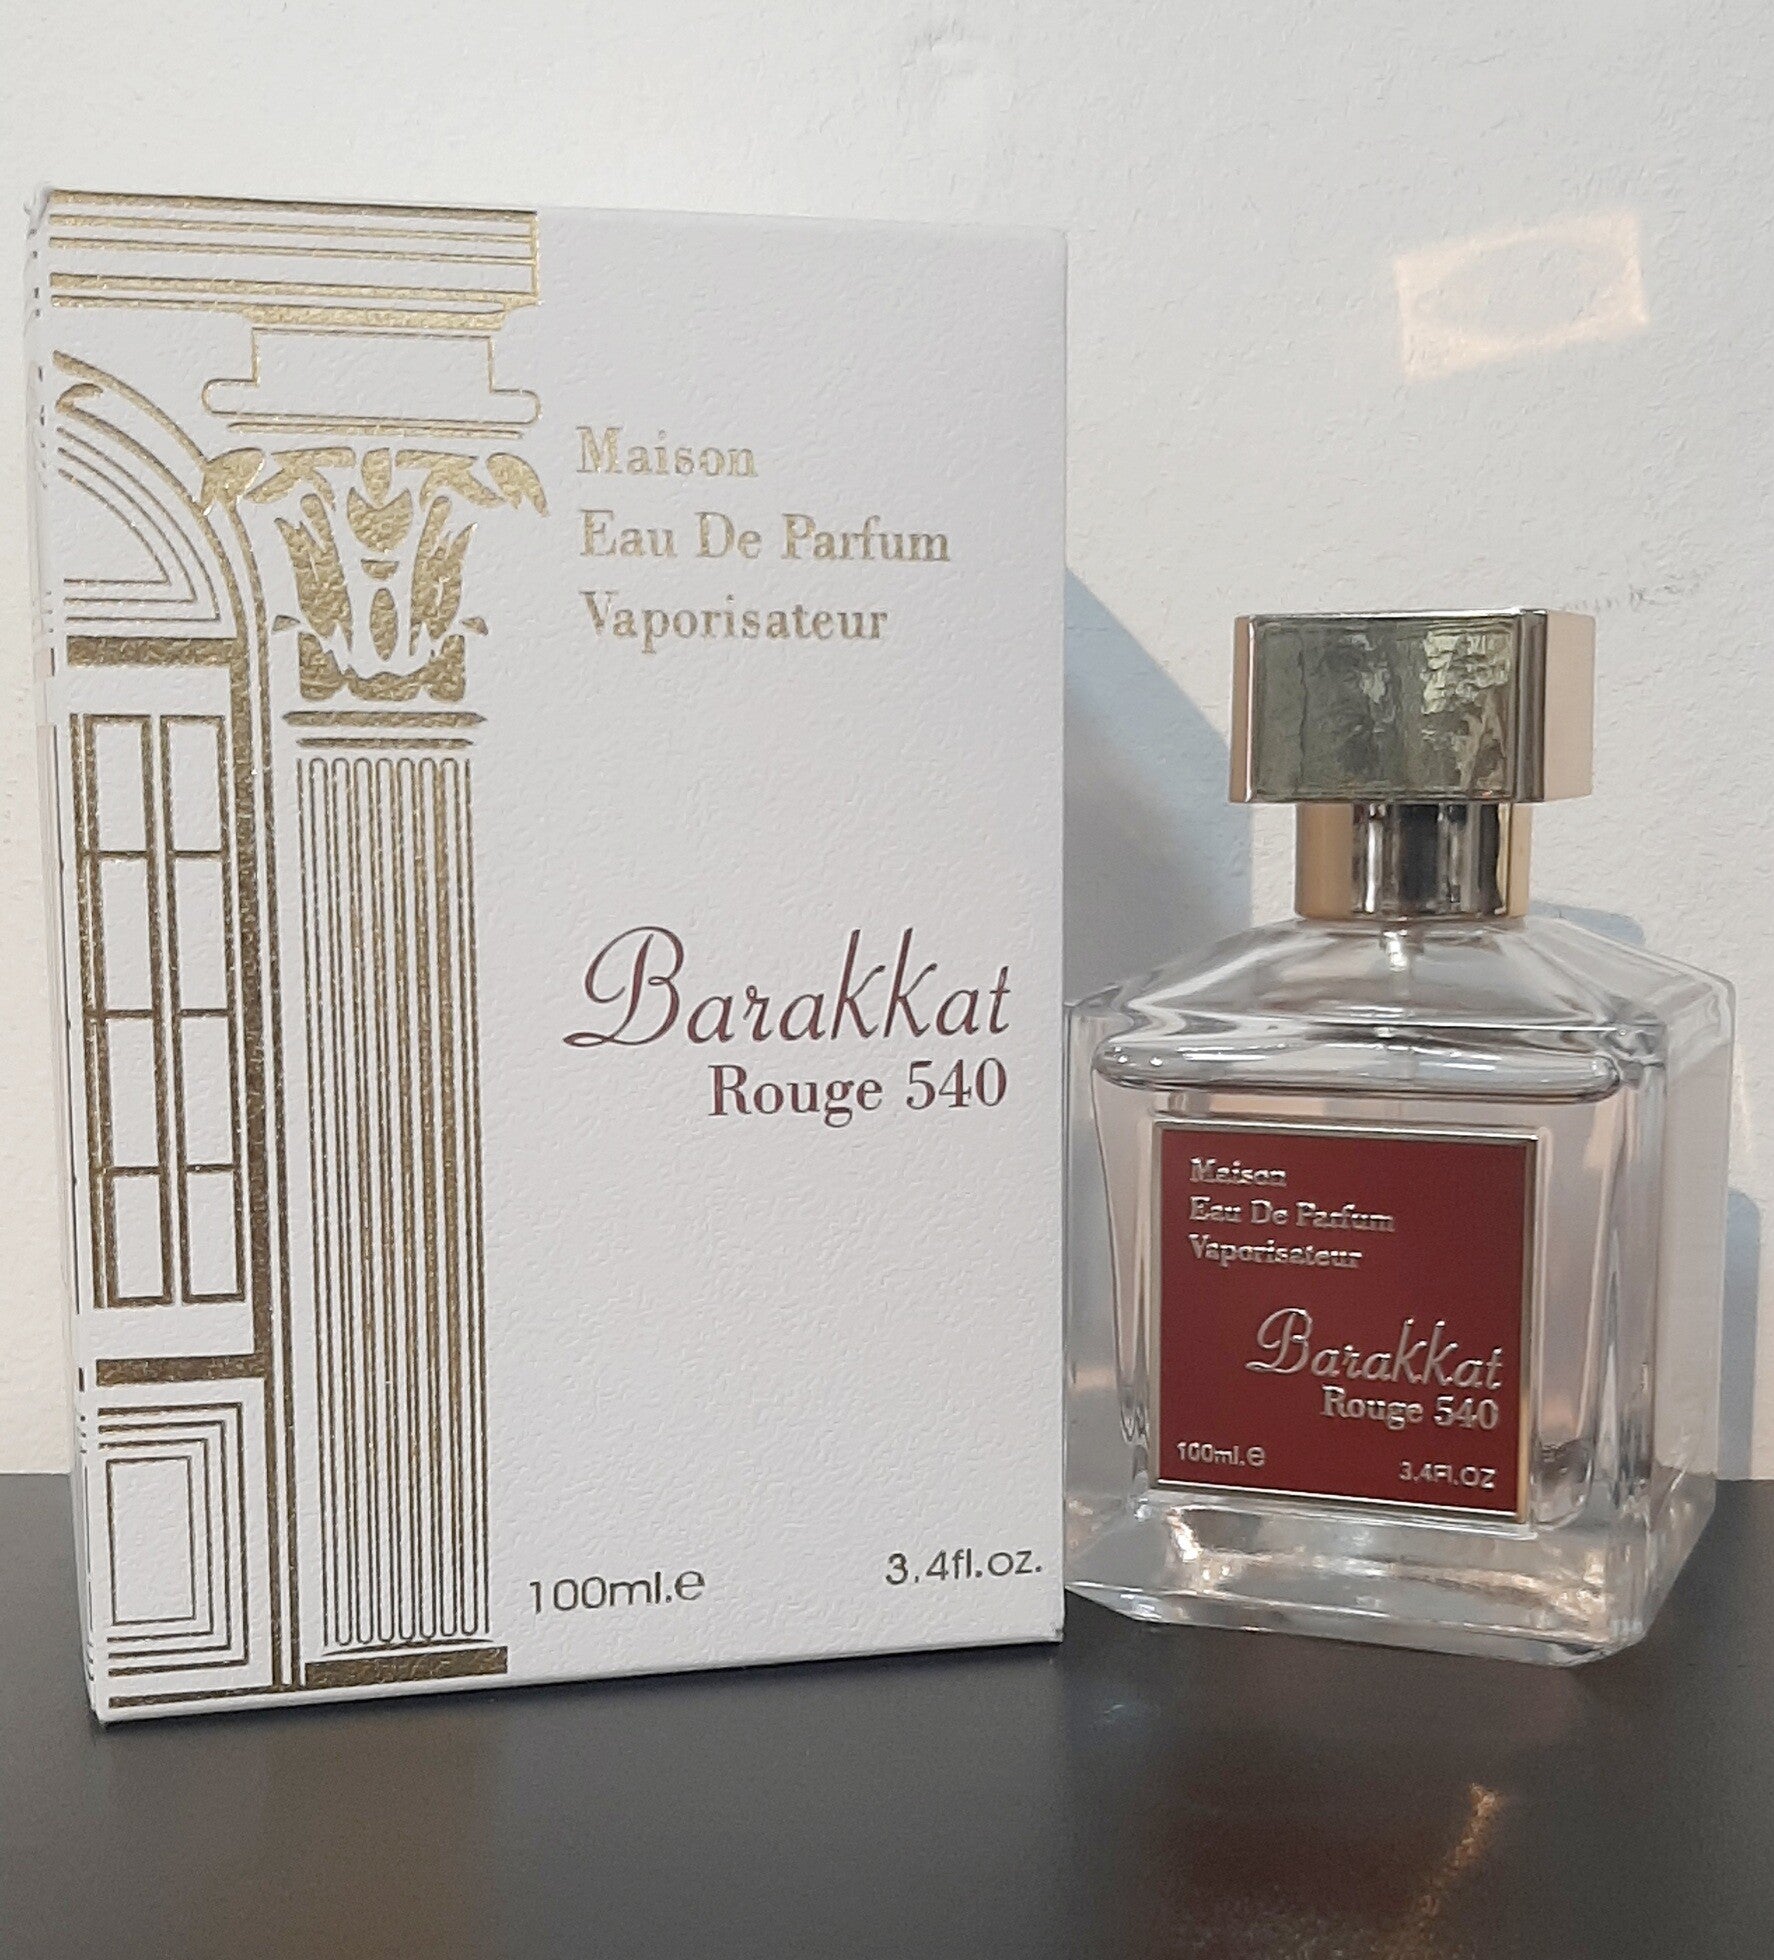 Maison
Eau De Parfum
Vaporisateur
Barakkat
Rouge 540
100ml.e
3.4fl.oz.
Maison
Eau De Parfum
Vaporisateur
Barakkat
Rouge 540
100ml.e
3.4Fl.OZ